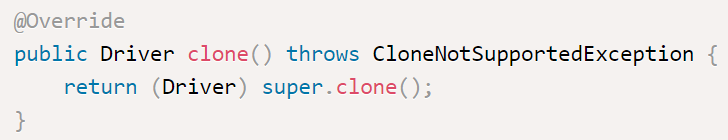 @Override
public Driver clone() throws CloneNotSupportedException {
    return (Driver) super.clone();
}